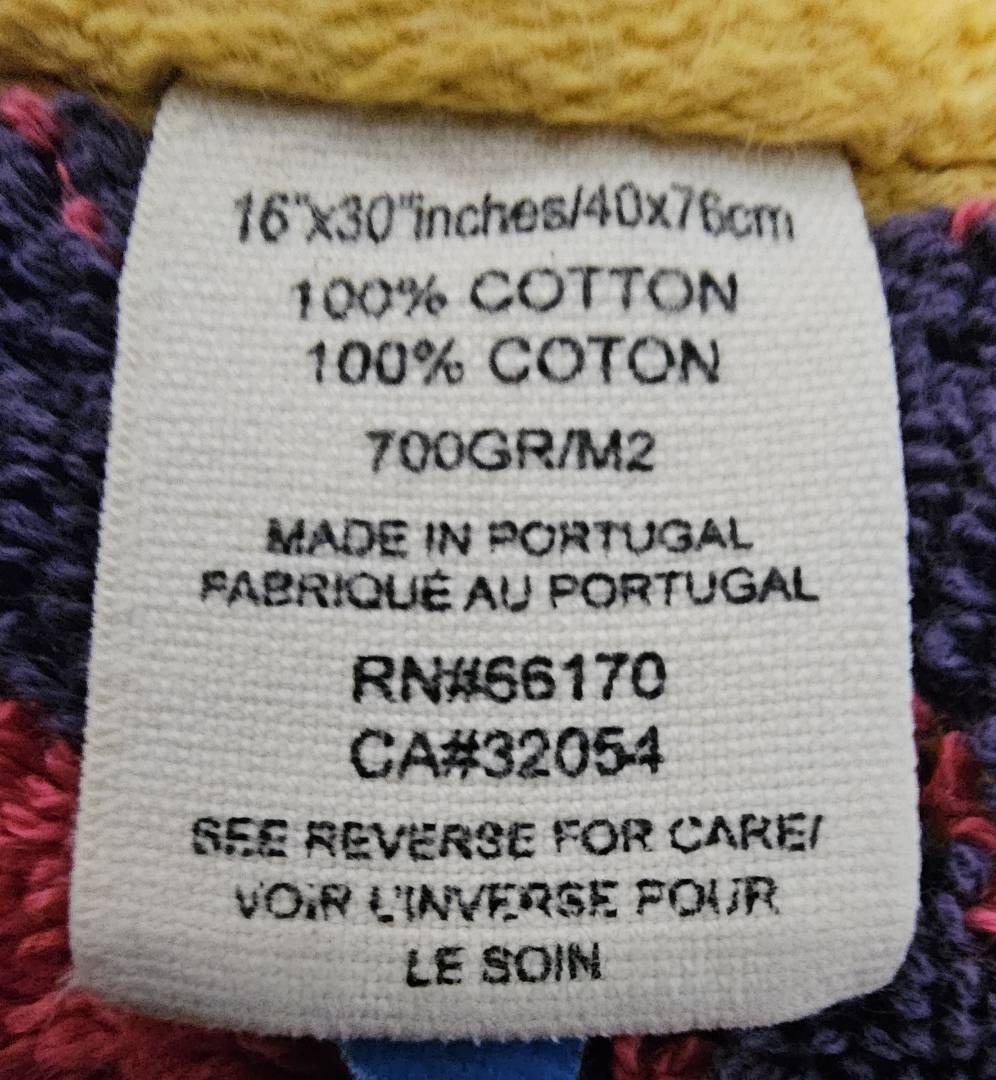 16"x30"inches/40x76cm
100% COTTON
100% COTON
700GR/M2
MADE IN PORTUGAL
FABRIQUÉ AU PORTUGAL
RN#66170
CA#32054
SEE REVERSE FOR CARE/
VOIR L'INVERSE POUR
LE SOIN